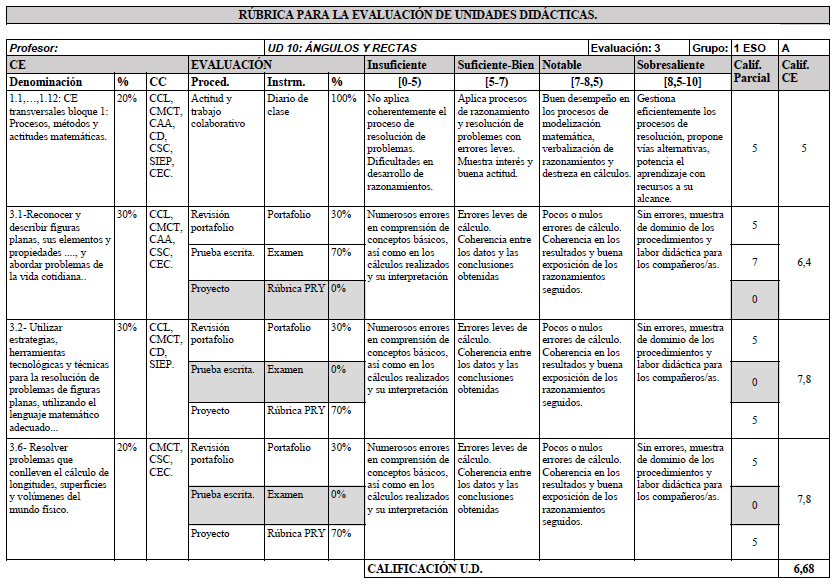 RÚBRICA PARA LA EVALUACIÓN DE UNIDADES DIDÁCTICAS.
Profesor: UD 10: ÁNGULOS Y RECTAS Evaluación: 3 Grupo: 1 ESO A
CE EVALUACIÓN Insuficiente Suficiente-Bien Notable Sobresaliente Calif. Parcial Calif. CE
Denominación % CC Proced. Instrm. % [0-5) [5-7) [7-8,5) [8,5-10]
1.1,…,1.12: CE
transversales bloque 1:
Procesos, métodos y
actitudes matemáticas.
20%
CCL,
CMCT,
CAA,
CD,
CSC,
SIEP,
CEC.
Actitud y
trabajo
colaborativo
Diario de
clase
100%
No aplica
coherentemente el
proceso de
resolución de
problemas.
Dificultades en
desarrollo de
razonamientos.
Aplica procesos
de razonamiento
y resolución de
problemes con
errores leves.
Muestra interés y
buena actitud.
Buen desempeño en
los procesos de
modelización
matemática,
verbalización de
razonamientos y
destreza en cálculos.
Gestiona
eficientemente los
procesos de
resolución, propone
vías alternativas,
potencia el
aprendizaje con
recursos a su
alcance.
5
5
3.1-Reconocer y
describir figuras
planas, sus elementos y
propiedades ...., y
abordar problemas de
la vida cotidiana..
30%
CCL,
CMCT,
CAA,
CSC,
CEC.
Revisión
portafolio
Portafolio
30%
Prueba escrita.
Examen
70%
Proyecto
Rúbrica PRY
0%
Numerosos errores
en comprensión de
conceptos básicos,
así como en los
cálculos realizados
y su interpretación
Errores leves de
cálculo.
Coherencia entre
los datos y las
conclusiones
obtenidas
Pocos o nulos
errores de cálculo.
Coherencia en los
resultados y buena
exposición de los
razonamientos
seguidos.
Sin errores, muestra
de dominio de los
procedimientos y
labor didáctica para
los compañeros/as.
5
7
0
6,4
3.2- Utilizar
estrategias,
herramientas
tecnológicas y técnicas
para la resolución de
problemas de figuras
planas, utilizando el
lenguaje matemático
adecuado...
30%
CCL,
CMCT,
CD,
SIEP.
Revisión
portafolio
Portafolio
30%
Prueba escrita.
Examen
0%
Proyecto
Rúbrica PRY
70%
Numerosos errores
en comprensión de
conceptos básicos,
así como en los
cálculos realizados
y su interpretación
Errores leves de
cálculo.
Coherencia entre
los datos y las
conclusiones
obtenidas
Pocos o nulos
errores de cálculo.
Coherencia en los
resultados y buena
exposición de los
razonamientos
seguidos.
Sin errores, muestra
de dominio de los
procedimientos y
labor didáctica para
los compañeros/as.
5
0
5
7,8
3.6- Resolver
problemas que
conlleven el cálculo de
longitudes, superficies
y volúmenes del
mundo físico.
20%
CMCT,
CSC,
CEC.
Revisión
portafolio
Portafolio
30%
Prueba escrita.
Examen
0%
Proyecto
Rúbrica PRY
70%
Numerosos errores
en comprensión de
conceptos básicos,
así como en los
cálculos realizados
y su interpretación
Errores leves de
cálculo.
Coherencia entre
los datos y las
conclusiones
obtenidas
Pocos o nulos
errores de cálculo.
Coherencia en los
resultados y buena
exposición de los
razonamientos
seguidos.
Sin errores, muestra
de dominio de los
procedimientos y
labor didáctica para
los compañeros/as.
5
0
5
7,8
CALIFICACIÓN U.D. 6,68